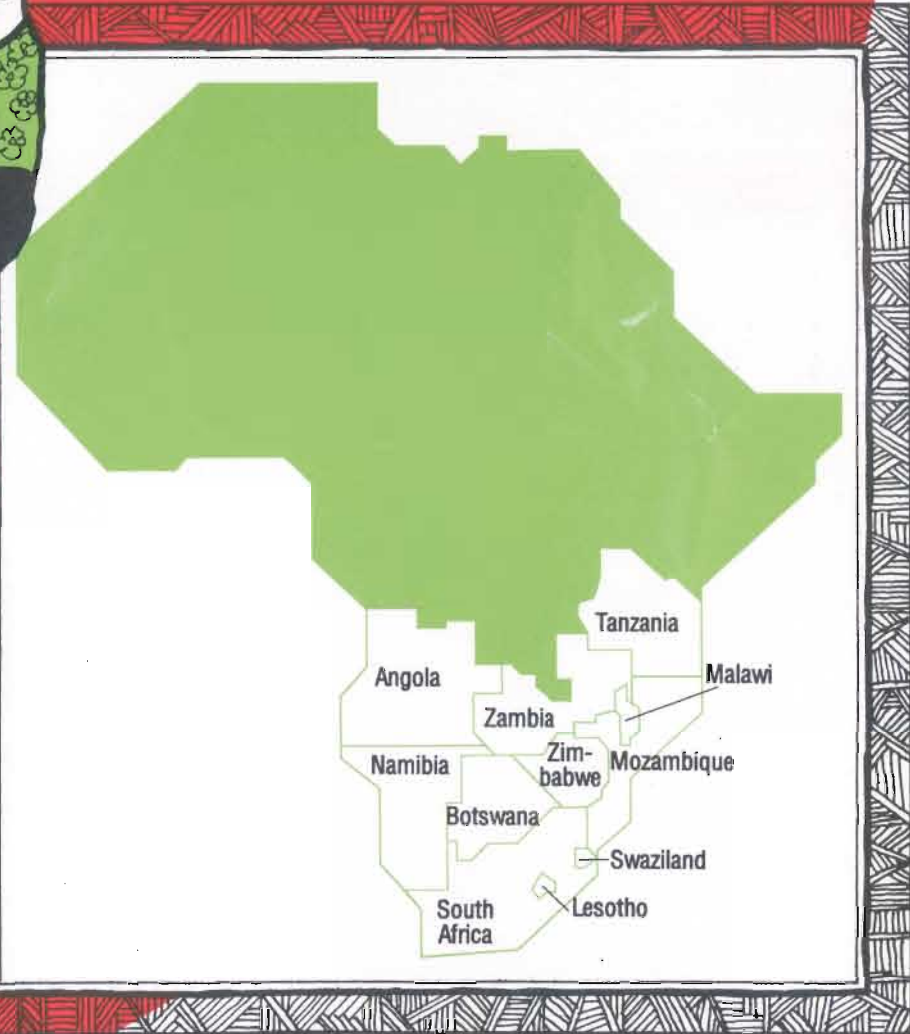 Tanzania
Angola
Malawi
Zambia
Zim-
babwe
Mozambique
Namibia
Botswana
Swaziland
South
Africa
Lesotho